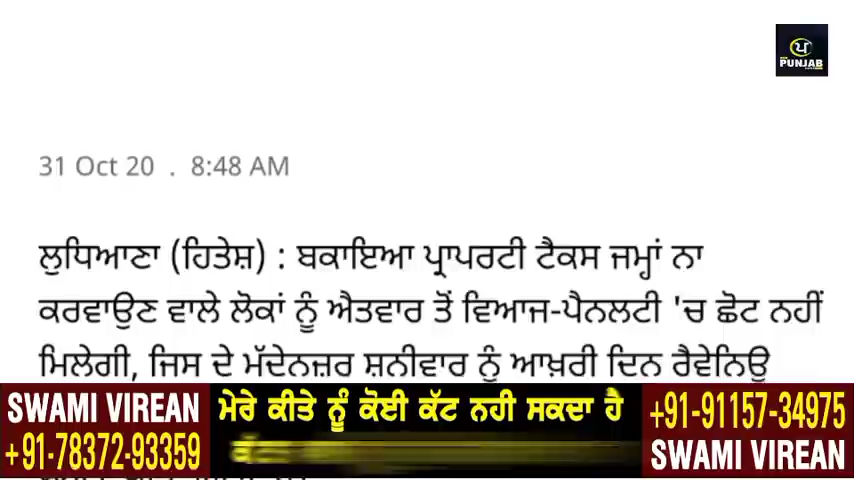 ਪ
PUNJAB
31 Oct 20 . 8:48 AM
ਲੁਧਿਆਣਾ (ਹਿਤੇਸ਼) : ਬਕਾਇਆ ਪ੍ਰਾਪਰਟੀ ਟੈਕਸ ਜਮ੍ਹਾਂ ਨਾ
ਕਰਵਾਉਣ ਵਾਲੇ ਲੋਕਾਂ ਨੂੰ ਐਤਵਾਰ ਤੋਂ ਵਿਆਜ-ਪੈਨਲਟੀ 'ਚ ਛੋਟ ਨਹੀਂ
ਮਿਲੇਗੀ, ਜਿਸ ਦੇ ਮੱਦੇਨਜ਼ਰ ਸ਼ਨੀਵਾਰ ਨੂੰ ਆਖ਼ਰੀ ਦਿਨ ਰੈਵੇਨਿਉ
SWAMI VIREAN
+91-78372-93359
ਮੇਰੇ ਕੀਤੇ ਨੂੰ ਕੋਈ ਕੱਟ ਨਹੀ ਸਕਦਾ ਹੈ
+91-91157-34975
SWAMI VIREAN